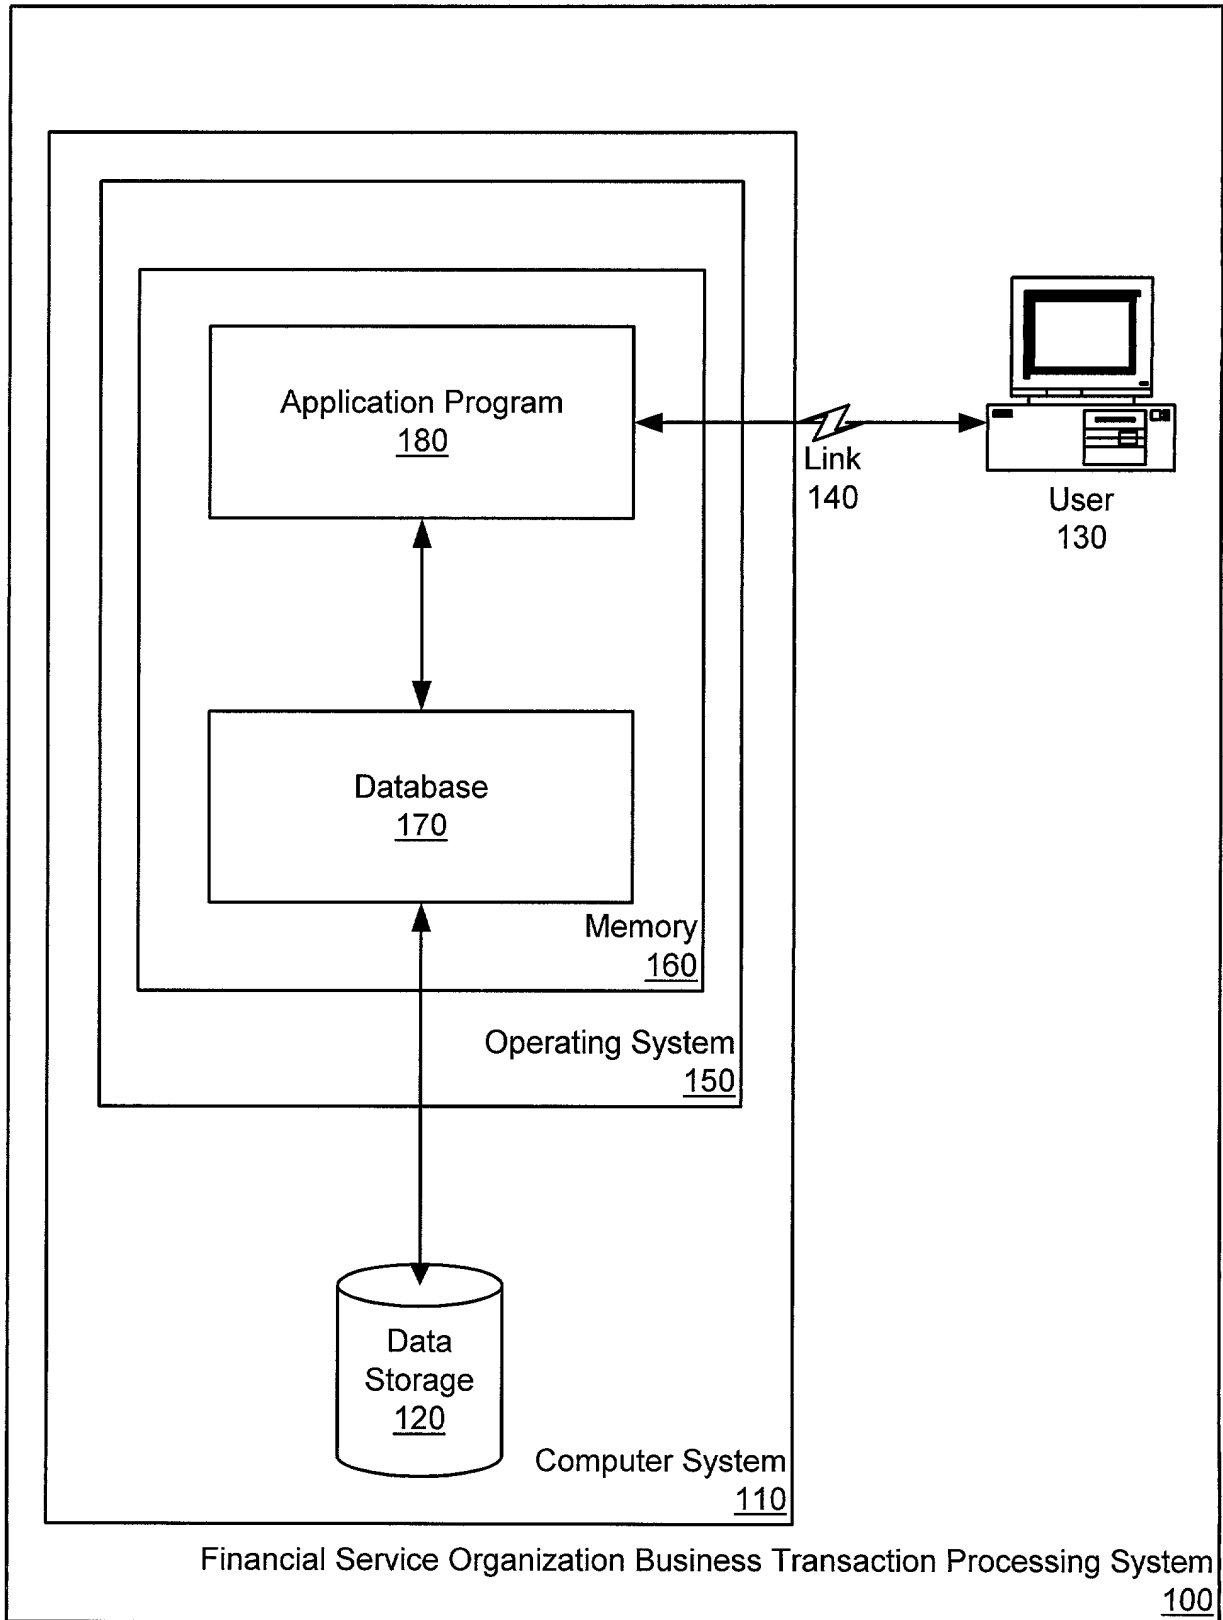 Application Program
180
Link
140
User
130
Database
170
Memory
160
Operating System
150
Data
Storage
120
Computer System
110
Financial Service Organization Business Transaction Processing System
100